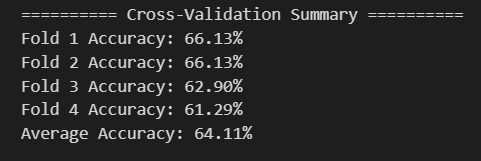 ========== Cross-Validation Summary ==========
Fold 1 Accuracy: 66.13%
Fold 2 Accuracy: 66.13%
Fold 3 Accuracy: 62.90%
Fold 4 Accuracy: 61.29%
Average Accuracy: 64.11%